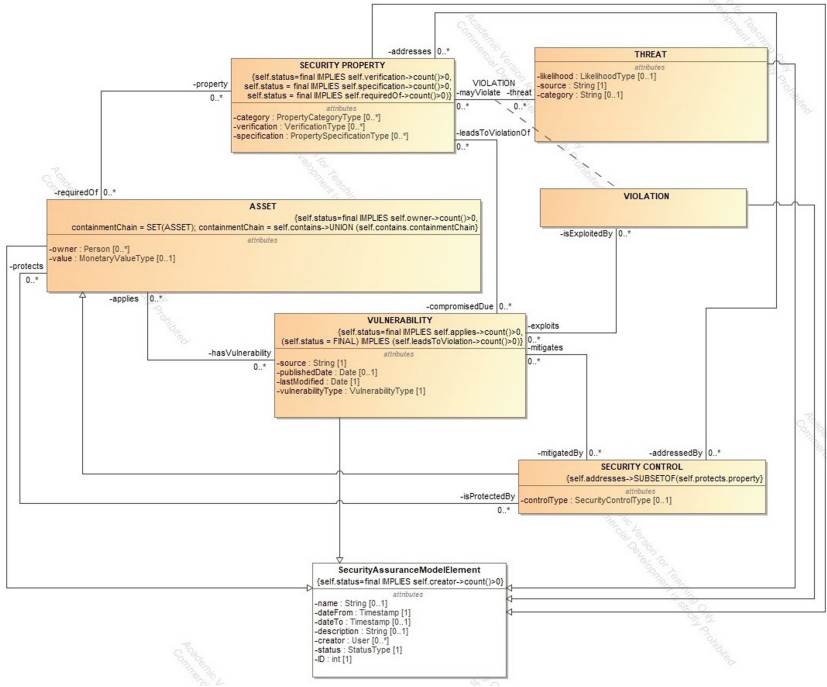 -addresses 0..*
SECURITY PROPERTY
{self.status=final IMPLIES self.verification->count()>0,
self.status = final IMPLIES self.specification->count()>0,
self.status = final IMPLIES self.requiredOf->count()>0)}
attributes
-category : PropertyCategoryType [0..*]
-verification : VerificationType [0..*]
-specification : PropertySpecificationType [0..*]
-property
0..*
VIOLATION
-mayViolate -threat
0..* 0..*
THREAT
attributes
-likelihood : LikelihoodType [0..1]
-source : String [1]
-category : String [0..1]
-leadsToViolationOf
0..*
-requiredOf 0..*
ASSET
{self.status=final IMPLIES self.owner->count()>0,
containmentChain = SET(ASSET); containmentChain = self.contains->UNION (self.contains.containmentChain}
attributes
-owner : Person [0..*]
-value : MonetaryValueType [0..1]
VIOLATION
-isExploitedBy 0..*
-protects
0..*
-applies 0..*
-compromisedDue 0..*
VULNERABILITY
{self.status=final IMPLIES self.applies->count()>0,
(self.status = FINAL) IMPLIES (self.leadsToViolation->count()>0)}
attributes
-source : String [1]
-publishedDate : Date [0..1]
-lastModified : Date [1]
-vulnerabilityType : VulnerabilityType [1]
-exploits
0..*
-mitigates
0..*
-hasVulnerability
0..*
-mitigatedBy 0..*
-addressedBy 0..*
SECURITY CONTROL
{self.addresses->SUBSETOF(self.protects.property}
attributes
-controlType : SecurityControlType [0..1]
-isProtectedBy
0..*
SecurityAssuranceModelElement
{self.status=final IMPLIES self.creator->count()>0}
attributes
-name : String [0..1]
-dateFrom : Timestamp [1]
-dateTo : Timestamp [0..1]
-description : String [0..1]
-creator : User [0..*]
-status : StatusType [1]
-ID : int [1]